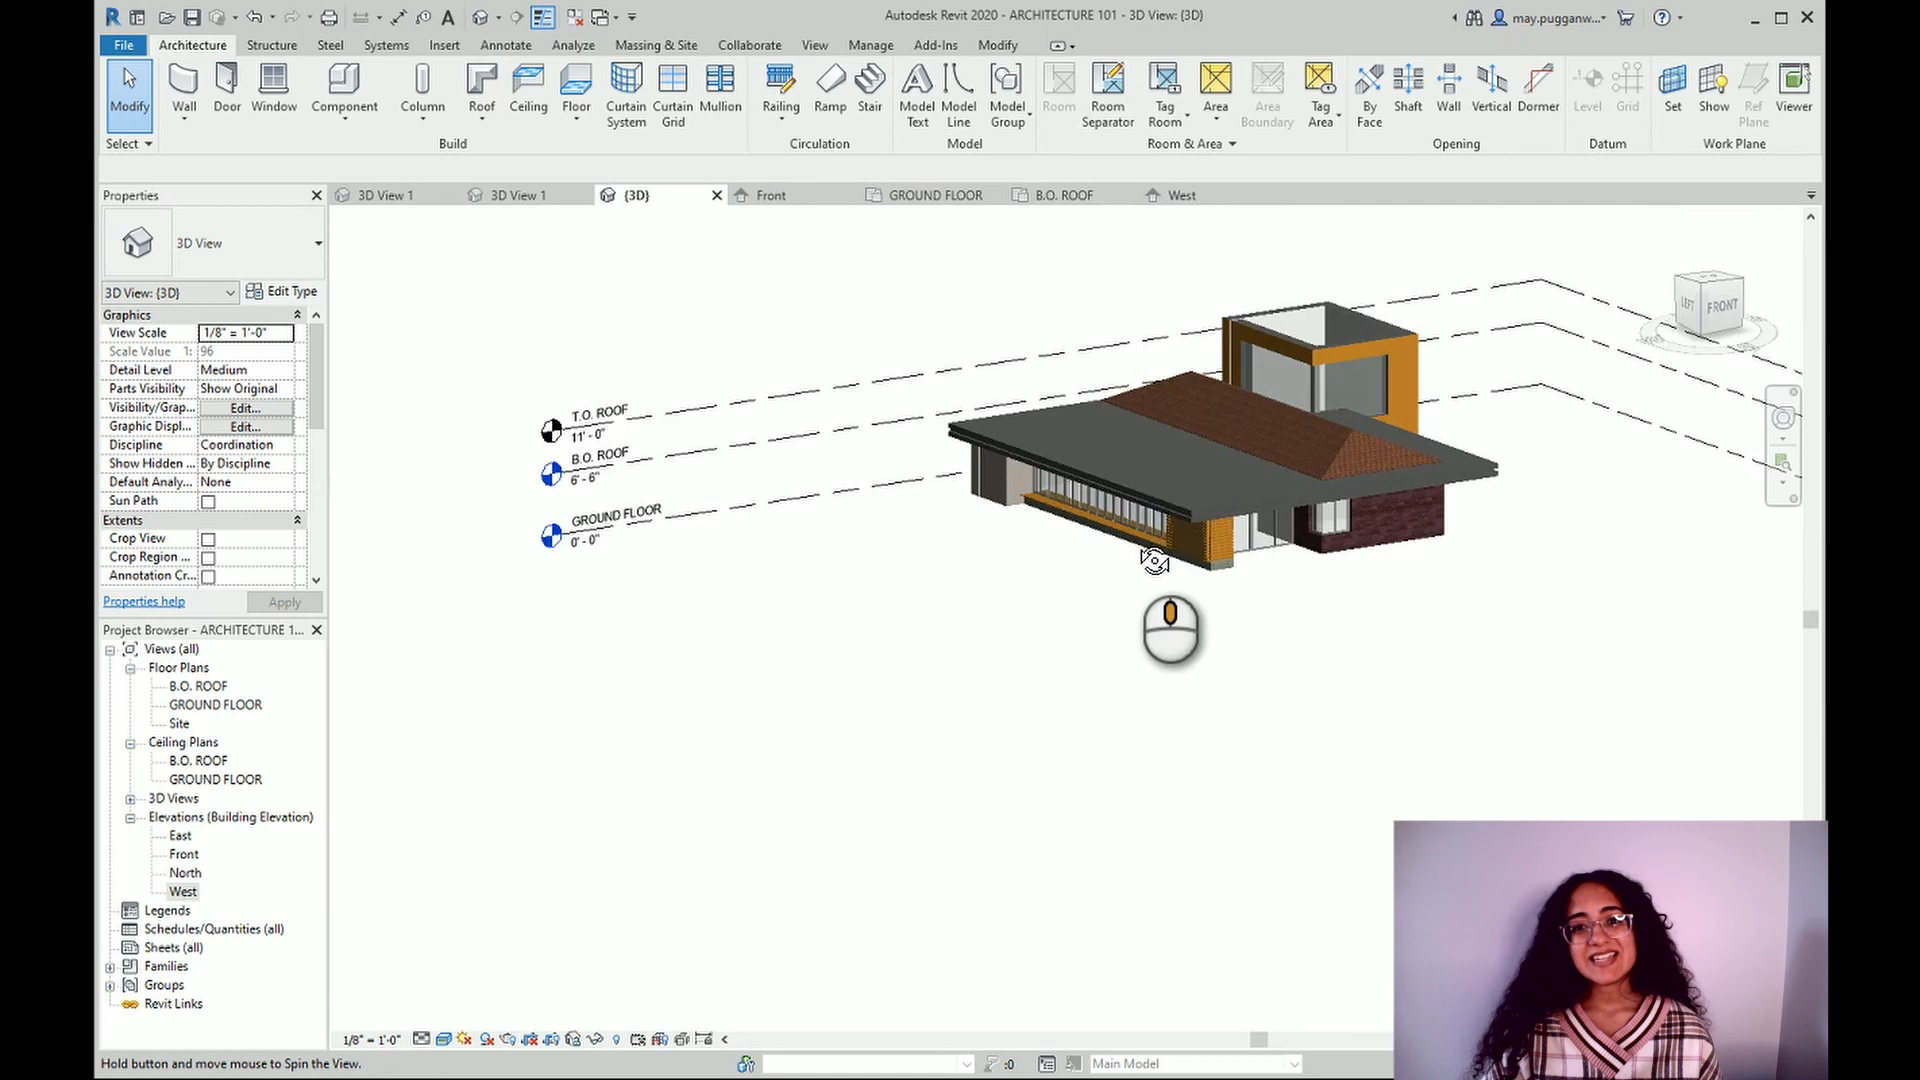 Autodesk Revit 2020 - ARCHITECTURE 101 - 3D View: {3D}
may.pugganw...
File Architecture Structure Steel Systems Insert Annotate Analyze Massing & Site Collaborate View Manage Add-Ins Modify
Modify Wall Door Window Component Column Roof Ceiling Floor Curtain System Curtain Grid Mullion Railing Ramp Stair Model Text Model Line Model Group Room Room Separator Tag Room Area Area Boundary Tag Area By Face Shaft Wall Vertical Dormer Level Grid Set Show Ref Plane Viewer
Select Build Circulation Model Room & Area Opening Datum Work Plane
Properties
3D View 1 3D View 1 {3D} Front GROUND FLOOR B.O. ROOF West
3D View
3D View: {3D} Edit Type
Graphics
View Scale 1/8" = 1'-0"
Scale Value 1: 96
Detail Level Medium
Parts Visibility Show Original
Visibility/Grap... Edit...
Graphic Displ... Edit...
Discipline Coordination
Show Hidden ... By Discipline
Default Analy... None
Sun Path
Extents
Crop View
Crop Region ...
Annotation Cr...
Properties help Apply
Project Browser - ARCHITECTURE 1...
Views (all)
Floor Plans
B.O. ROOF
GROUND FLOOR
Site
Ceiling Plans
B.O. ROOF
GROUND FLOOR
3D Views
Elevations (Building Elevation)
East
Front
North
West
Legends
Schedules/Quantities (all)
Sheets (all)
Families
Groups
Revit Links
T.O. ROOF
11' - 0"
B.O. ROOF
6' - 6"
GROUND FLOOR
0' - 0"
LEFT FRONT
1/8" = 1'-0"
Hold button and move mouse to Spin the View.
:0
Main Model